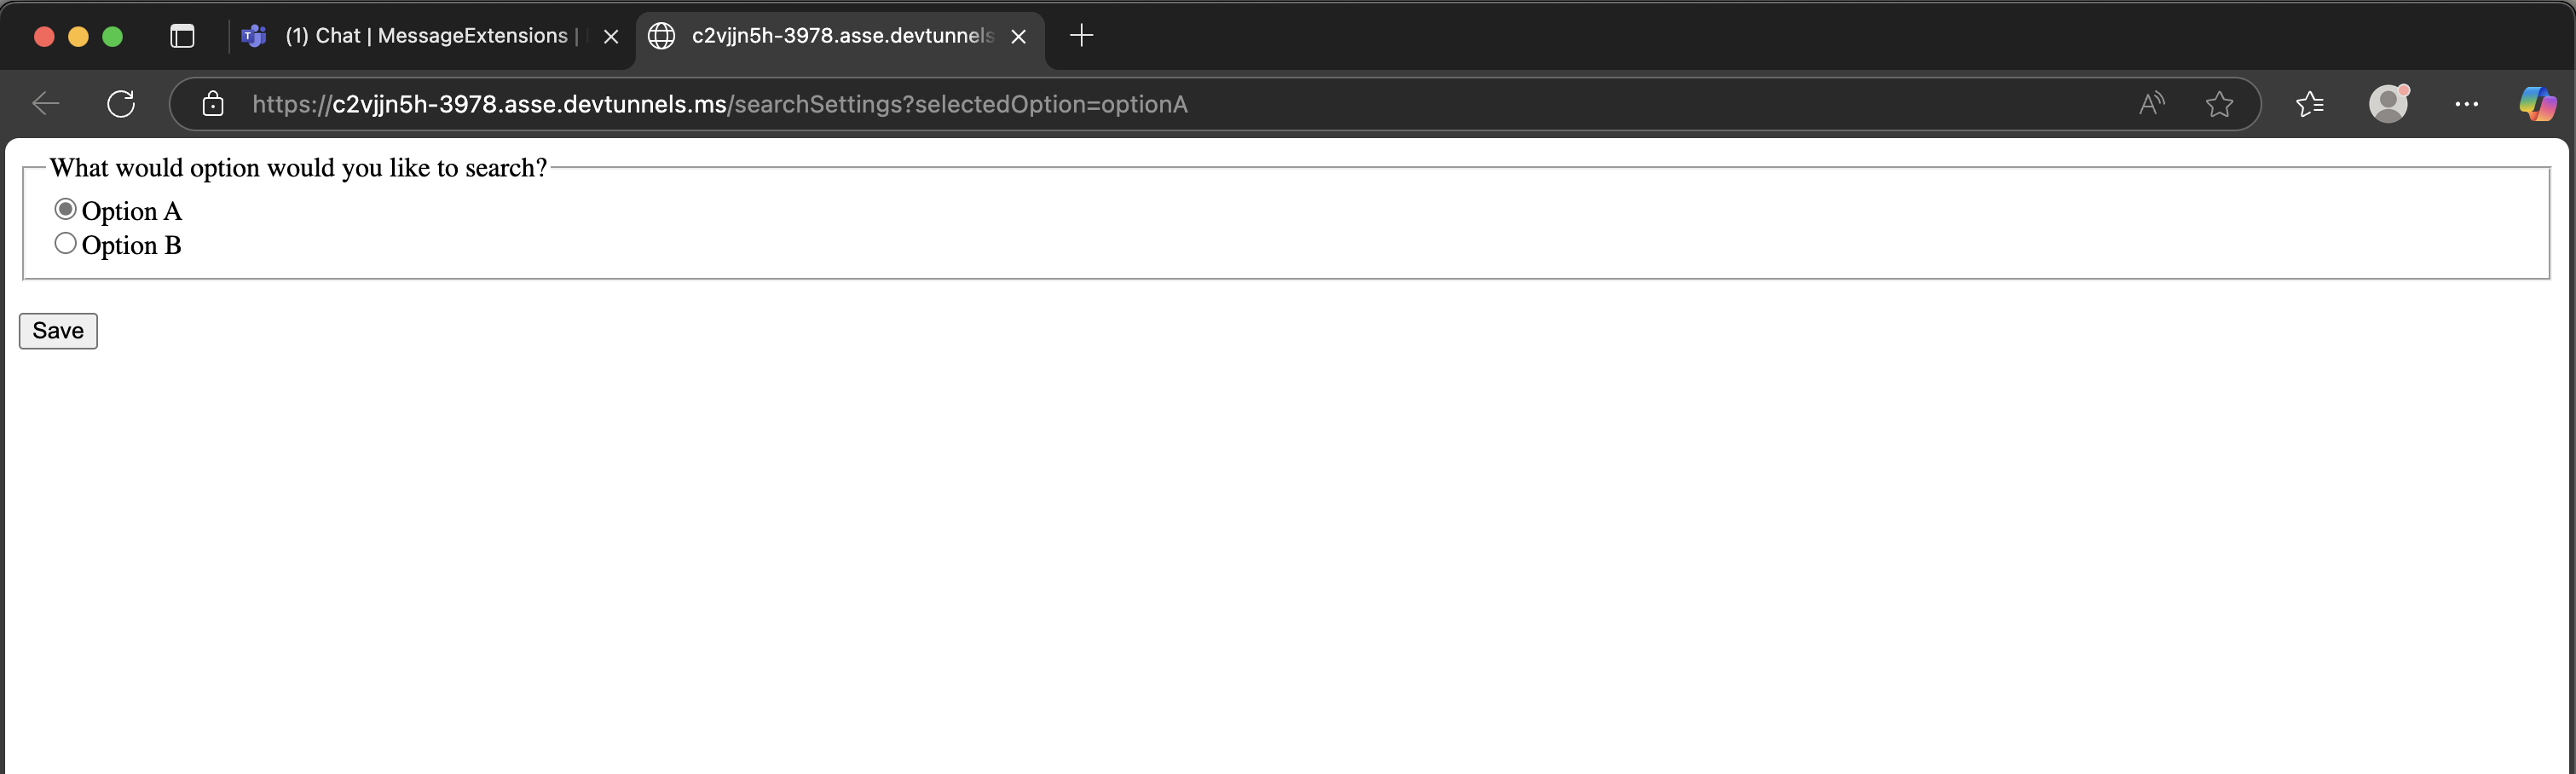 (1) Chat | MessageExtensions |
c2vjjn5h-3978.asse.devtunnels
https://c2vjjn5h-3978.asse.devtunnels.ms/searchSettings?selectedOption=optionA
What would option would you like to search?
Option A
Option B
Save